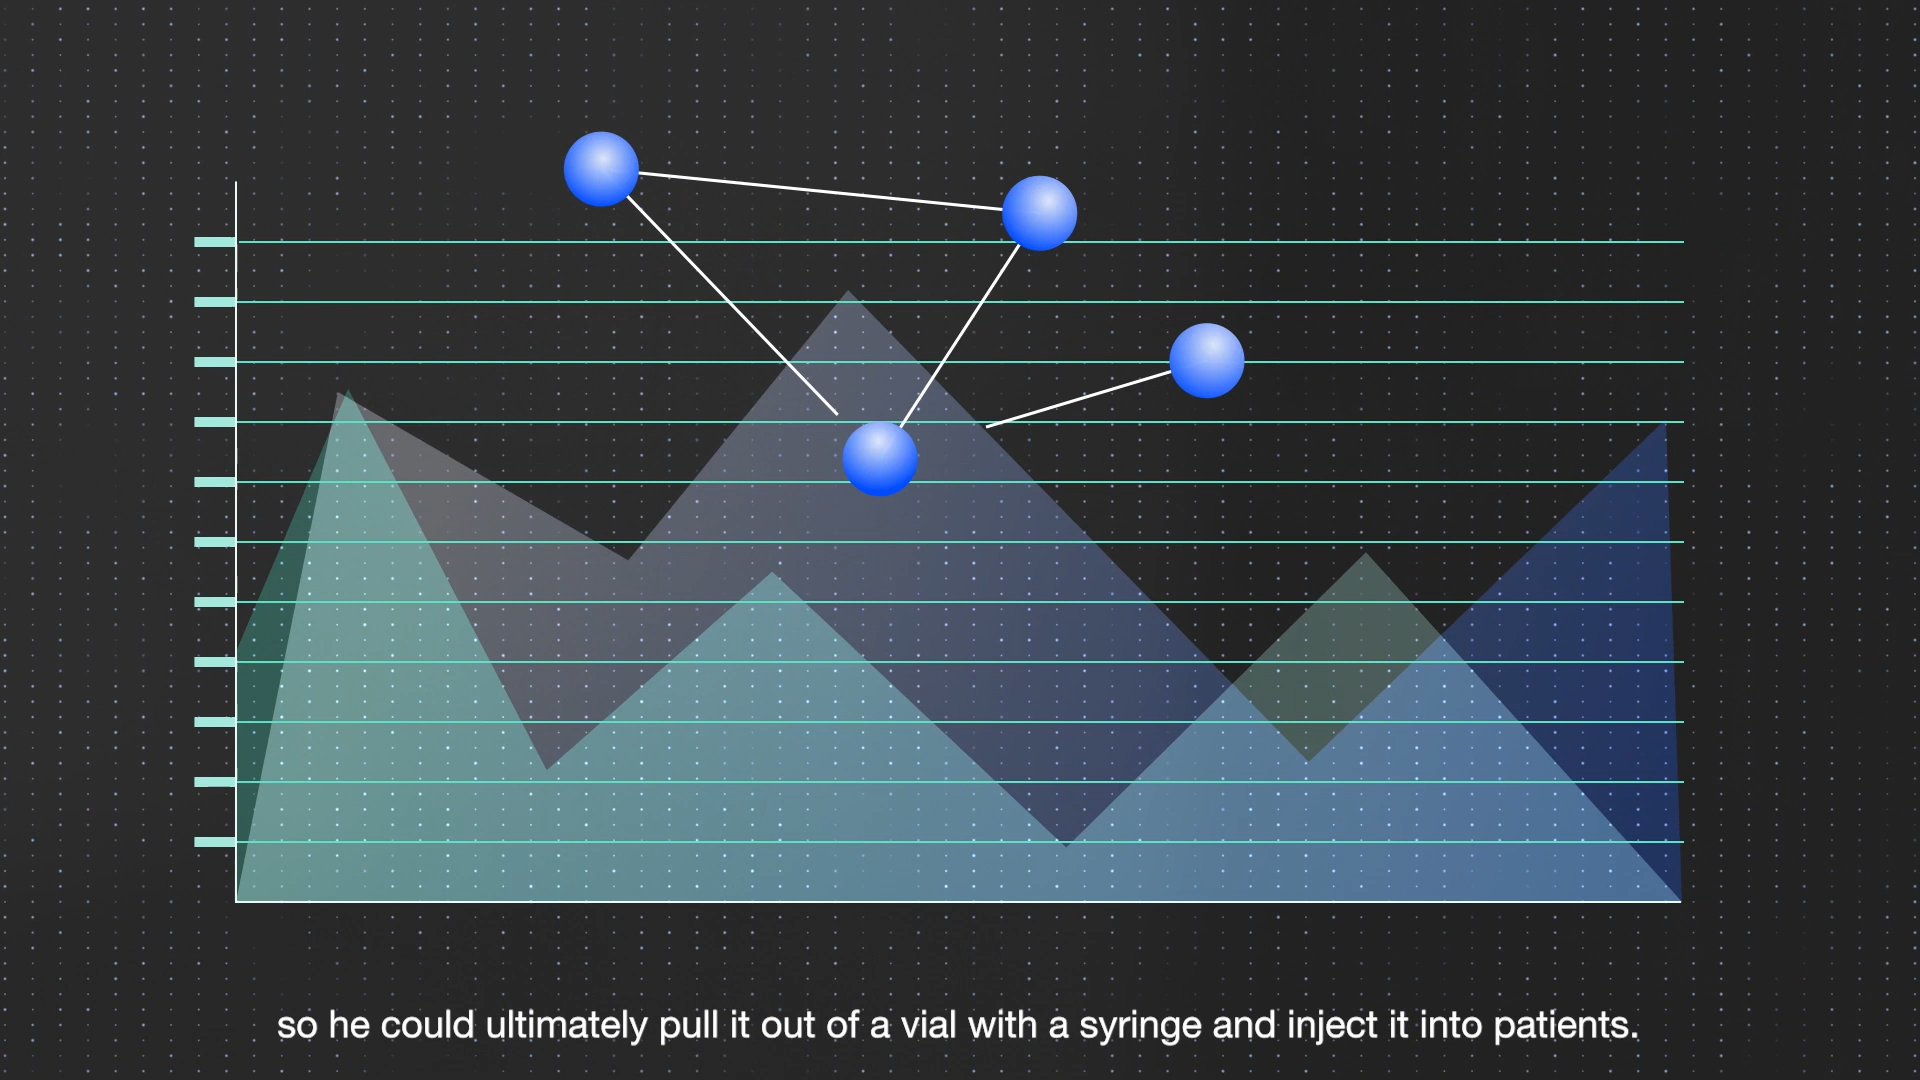 so he could ultimately pull it out of a vial with a syringe and inject it into patients.